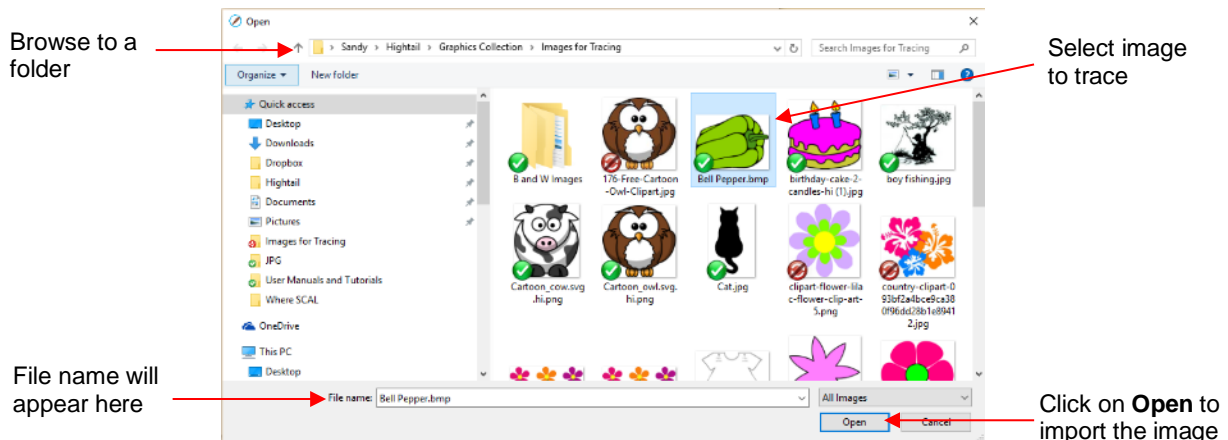 Open
Browse to a
folder
Sandy > Hightail > Graphics Collection > Images for Tracing
Search Images for Tracing
Select image
to trace
Organize
New folder
Quick access
Desktop
Downloads
Dropbox
Hightail
Documents
Pictures
Images for Tracing
JPG
User Manuals and Tutorials
Where SCAL
OneDrive
This PC
Desktop
B and W Images
176-Free-Cartoon
-Owl-Clipart.jpg
Bell Pepper.bmp
birthday-cake-2-
candles-hi (1).jpg
boy fishing.jpg
Cartoon_cow.svg
.hi.png
Cartoon_owl.svg.
hi.png
Cat.jpg
clipart-flower-lila
c-flower-clip-art-
5.png
country-clipart-0
93bf2a4bce9ca38
0f96dd28b1e8941
2.jpg
File name will
appear here
File name: Bell Pepper.bmp
All Images
Open
Cancel
Click on Open to
import the image